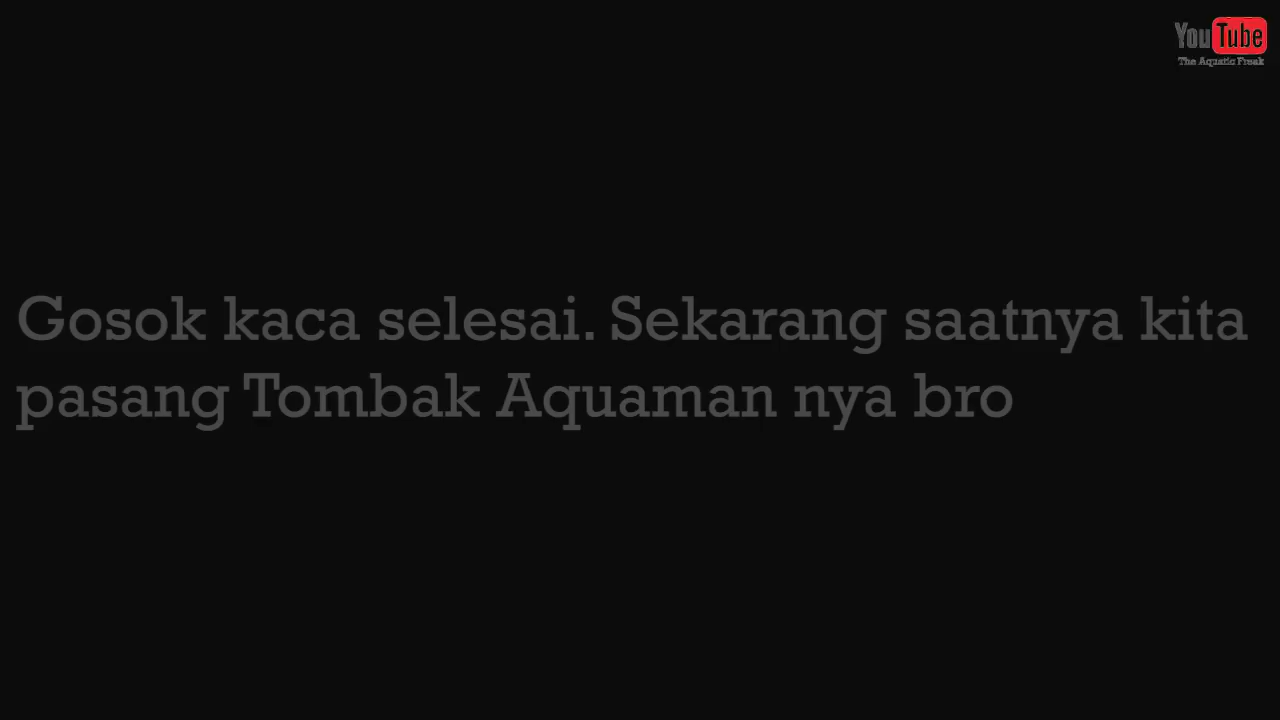 YouTube
The Aquatic Freak
Gosok kaca selesai. Sekarang saatnya kita
pasang Tombak Aquaman nya bro